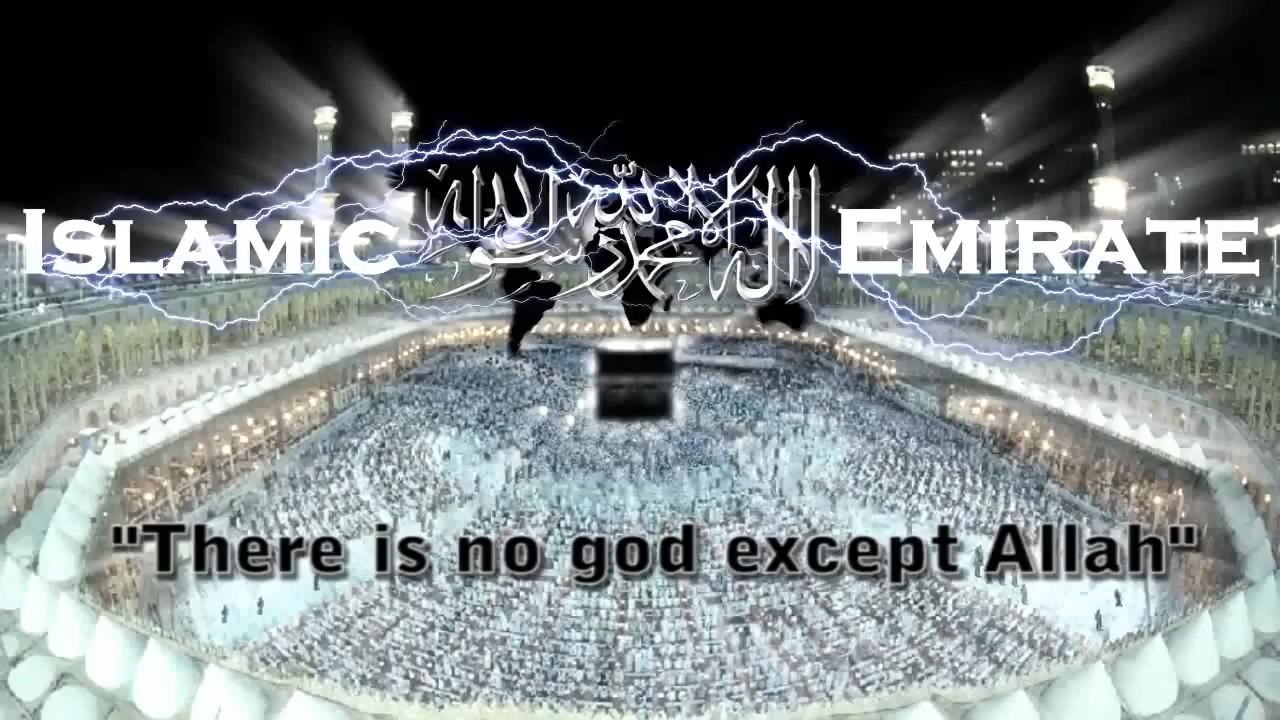 ISLAMIC لا إله إلا الله محمد رسول الله EMIRATE
"There is no god except Allah"